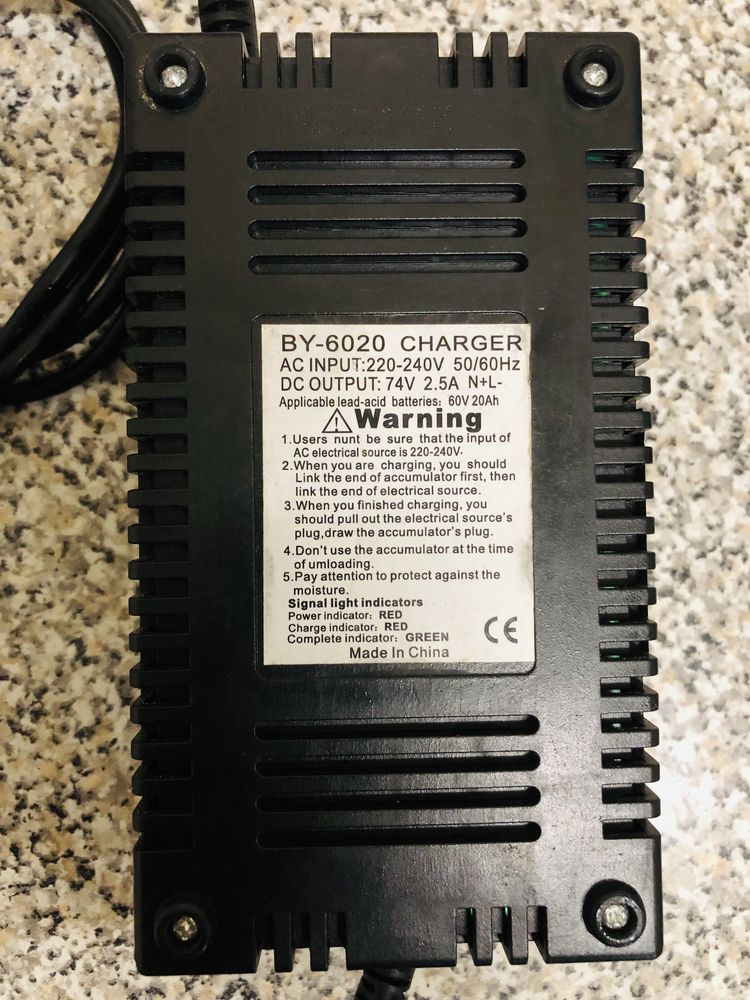 BY-6020 CHARGER
AC INPUT:220-240V 50/60Hz
DC OUTPUT: 74V 2.5A N+L-
Applicable lead-acid batteries: 60V 20Ah
Warning
1.Users nunt be sure that the input of
AC electrical source is 220-240V.
2.When you are charging, you should
Link the end of accumulator first, then
link the end of electrical source.
3.When you finished charging, you
should pull out the electrical source's
plug,draw the accumulator's plug.
4.Don't use the accumulator at the time
of umloading.
5.Pay attention to protect against the
moisture.
Signal light indicators
Power indicator: RED
Charge indicator: RED
Complete indicator: GREEN
CE
Made In China